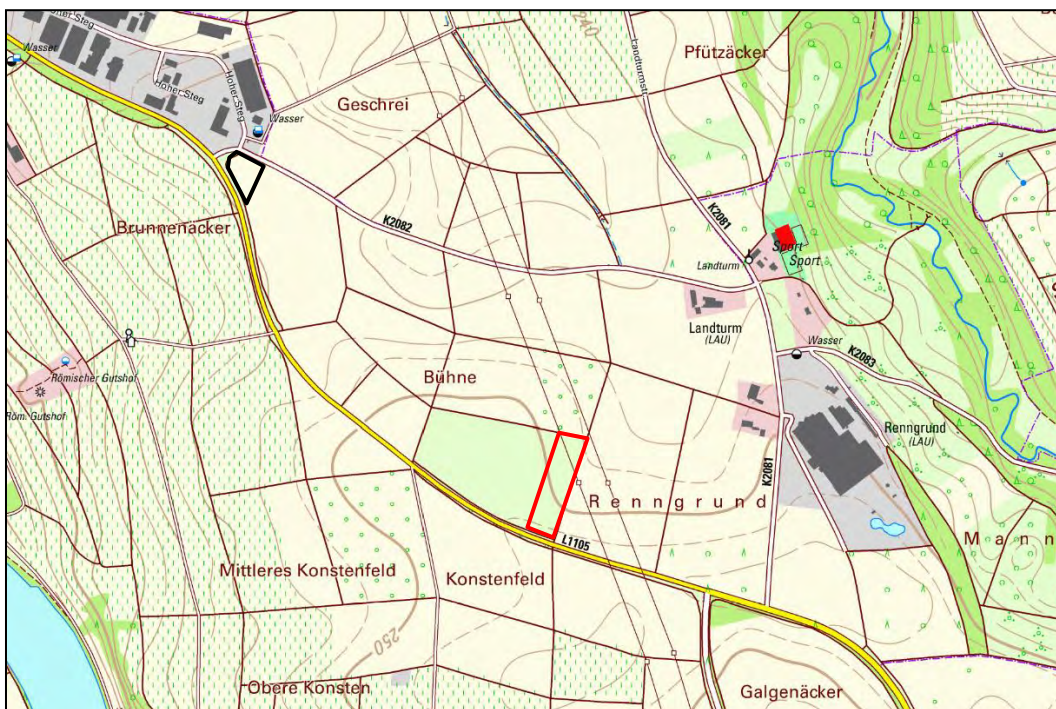 Hoher Steg
Wasser
Hoher Steg
Hoher Steg
Wasser
Geschrei
240
Pfützäcker
Landturmstr.
K2081
K2082
Brunnenäcker
Sport
Sport
Landturm
Landturm
(LAU)
Wasser
K2083
Römischer Gutshof
Röm. Gutshof
Bühne
Renngrund
(LAU)
K2081
Renngrund
L1105
Mann
Mittleres Konstenfeld
Konstenfeld
250
Obere Konsten
Galgenäcker